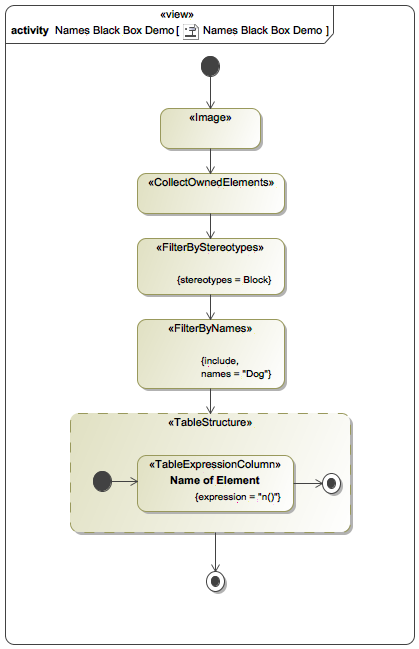 «view»
activity Names Black Box Demo [ Names Black Box Demo ]
«Image»
«CollectOwnedElements»
«FilterByStereotypes»
{stereotypes = Block}
«FilterByNames»
{include,
names = "Dog"}
«TableStructure»
«TableExpressionColumn»
Name of Element
{expression = "n()"}